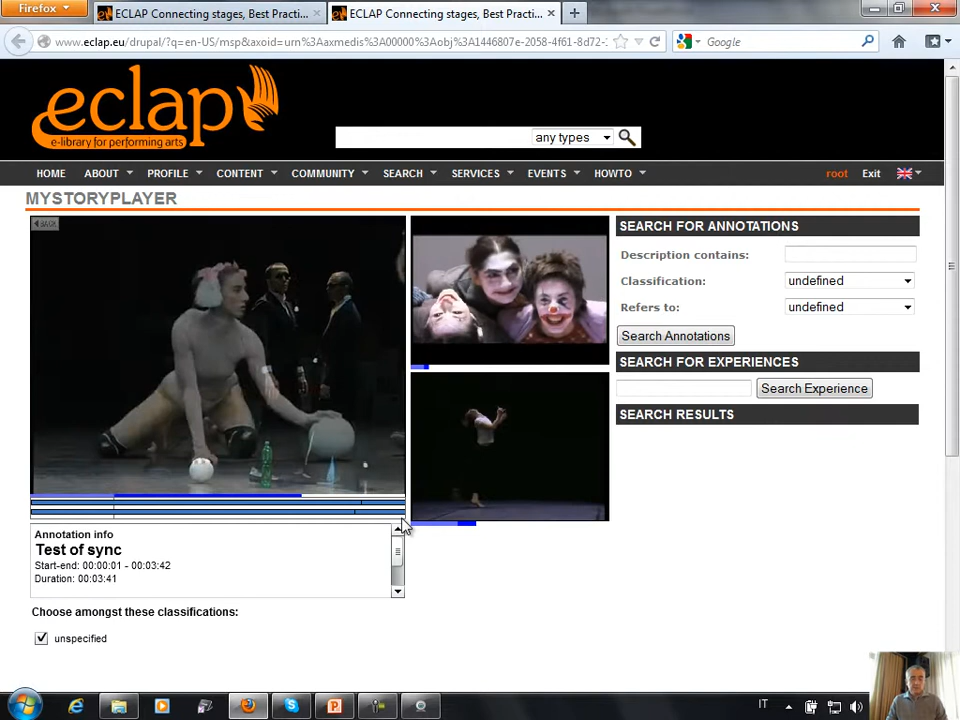 Firefox
ECLAP Connecting stages, Best Practi...
ECLAP Connecting stages, Best Practi...
www.eclap.eu/drupal/?q=en-US/msp&axoid=urn%3Aaxmedis%3A00000%3Aobj%3A1446807e-2058-4f61-8d72-:
Google
eclap
e-library for performing arts
any types
HOME ABOUT PROFILE CONTENT COMMUNITY SEARCH SERVICES EVENTS HOWTO root Exit
MYSTORYPLAYER
BACK
SEARCH FOR ANNOTATIONS
Description contains:
Classification: undefined
Refers to: undefined
Search Annotations
SEARCH FOR EXPERIENCES
Search Experience
SEARCH RESULTS
Annotation info
Test of sync
Start-end: 00:00:01 - 00:03:42
Duration: 00:03:41
Choose amongst these classifications:
unspecified
IT